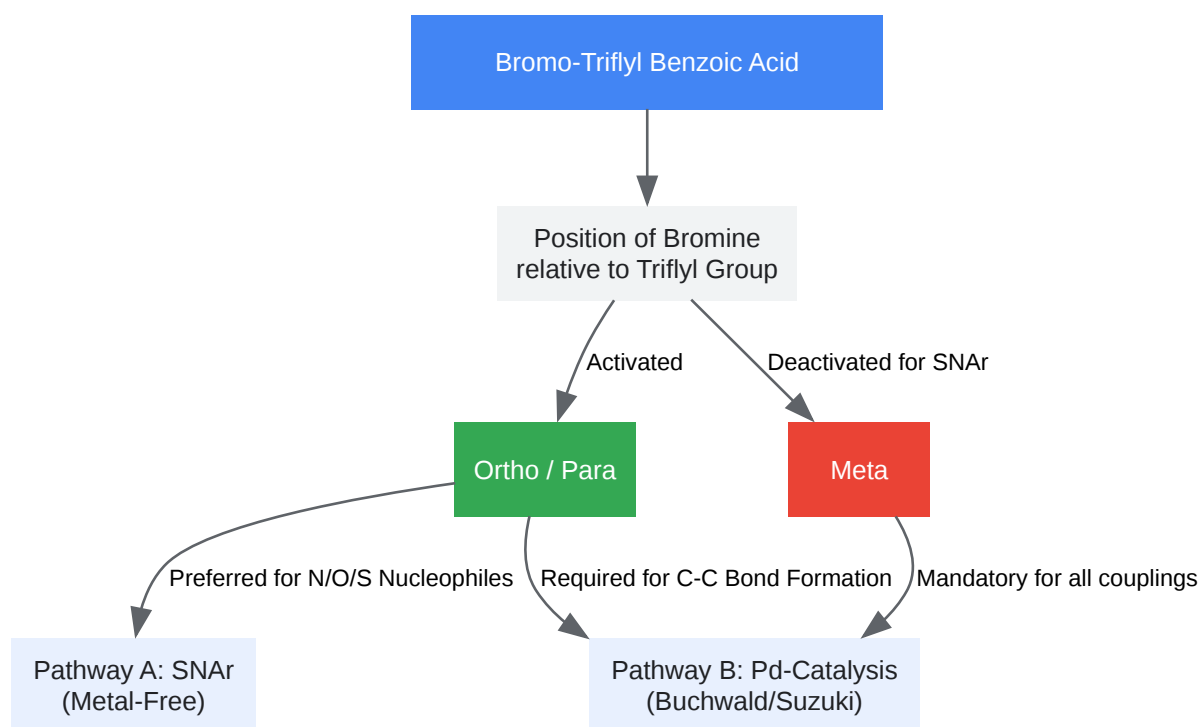 Bromo-Triflyl Benzoic Acid
Position of Bromine
relative to Triflyl Group
Activated
Deactivated for SNAr
Ortho / Para
Meta
Preferred for N/O/S Nucleophiles
Required for C-C Bond Formation
Mandatory for all couplings
Pathway A: SNAr
(Metal-Free)
Pathway B: Pd-Catalysis
(Buchwald/Suzuki)